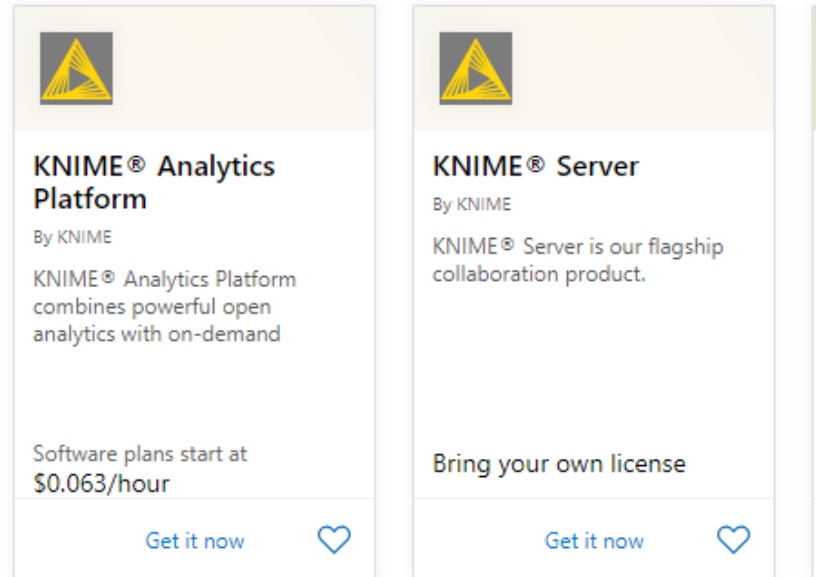 KNIME® Analytics
Platform
By KNIME
KNIME® Analytics Platform
combines powerful open
analytics with on-demand
Software plans start at
$0.063/hour
Get it now
KNIME® Server
By KNIME
KNIME® Server is our flagship
collaboration product.
Bring your own license
Get it now